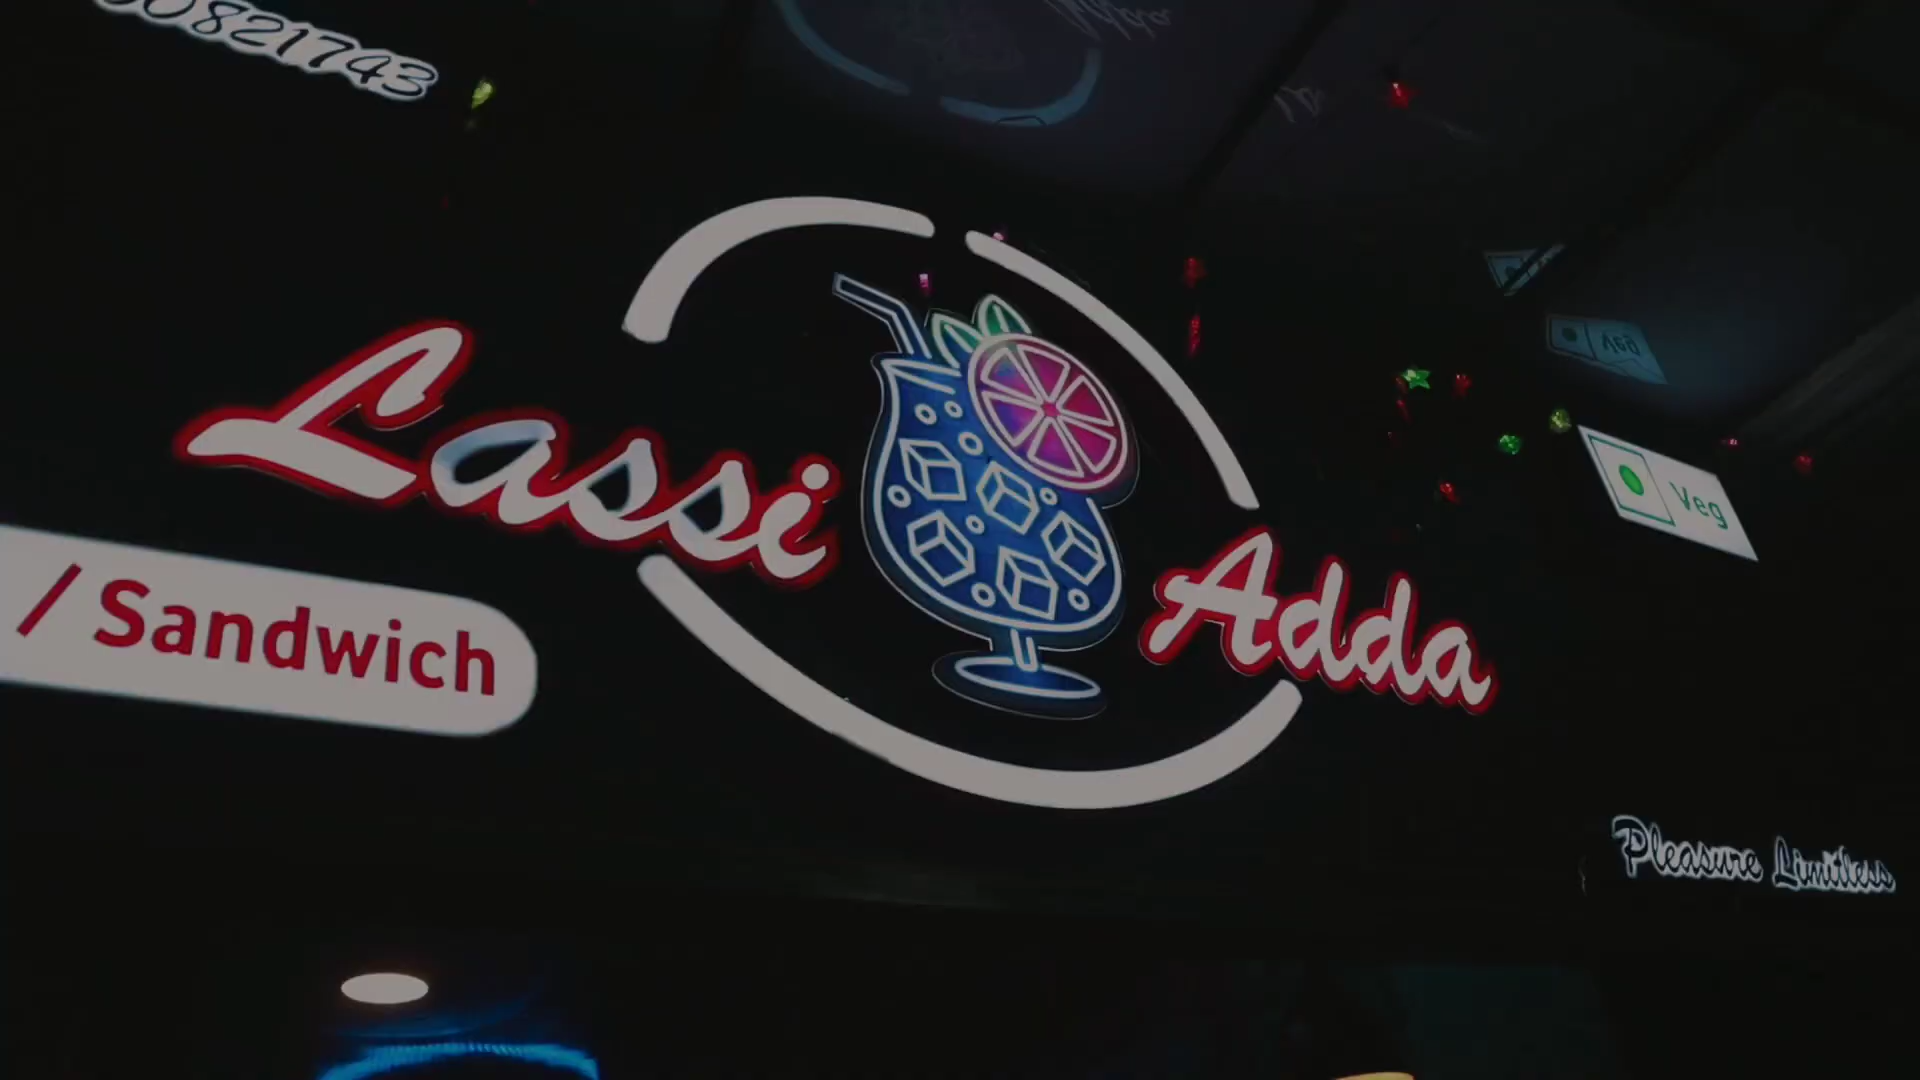 0821743
Lassi Adda
/ Sandwich
Veg
Pleasure Limitless